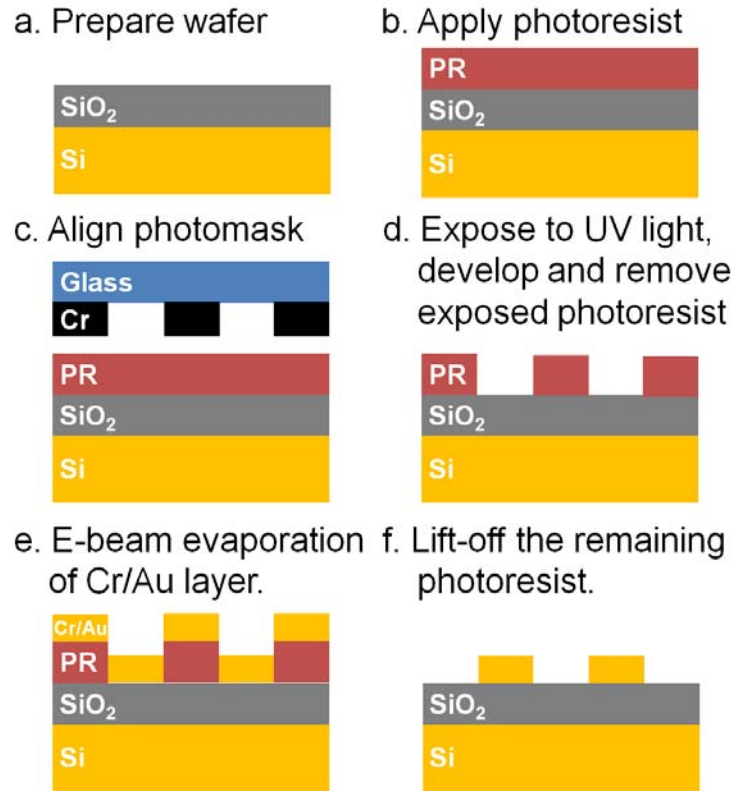 a. Prepare wafer
SiO₂
Si
b. Apply photoresist
PR
SiO₂
Si
c. Align photomask
Glass
Cr
PR
SiO₂
Si
d. Expose to UV light,
develop and remove
exposed photoresist
PR
SiO₂
Si
e. E-beam evaporation
of Cr/Au layer.
Cr/Au
PR
SiO₂
Si
f. Lift-off the remaining
photoresist.
SiO₂
Si